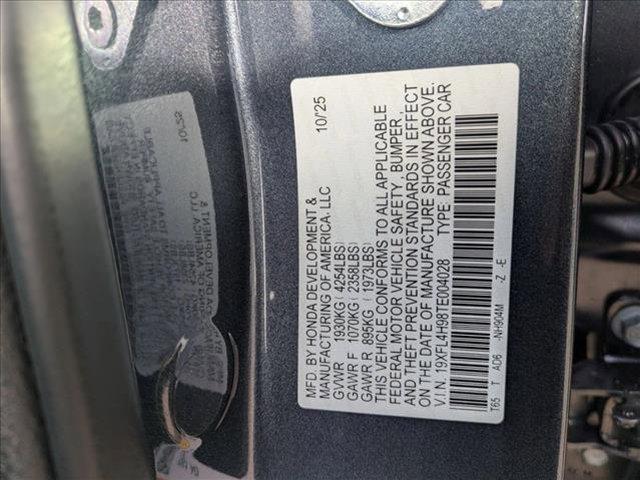 MFD. BY HONDA DEVELOPMENT &
MANUFACTURING OF AMERICA, LLC 10/'25
GVWR 1930KG ( 4254LBS)
GAWR F 1070KG ( 2358LBS)
GAWR R 895KG ( 1973LBS)
THIS VEHICLE CONFORMS TO ALL APPLICABLE
FEDERAL MOTOR VEHICLE SAFETY, BUMPER,
AND THEFT PREVENTION STANDARDS IN EFFECT
ON THE DATE OF MANUFACTURE SHOWN ABOVE.
V.I.N. 19XFL4H98TE004028 TYPE: PASSENGER CAR
T65 T AD6 -NH904M -Z -E